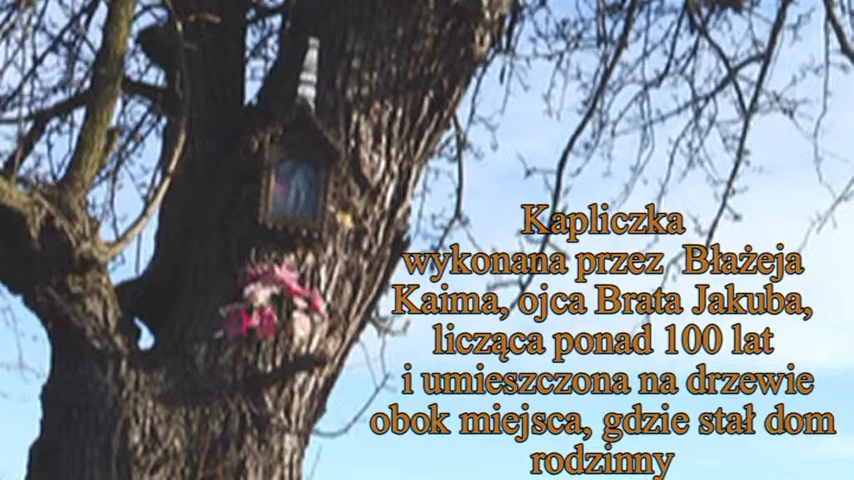 Kapliczka
wykonana przez Błażeja
Kaima, ojca Brata Jakuba,
licząca ponad 100 lat
i umieszczona na drzewie
obok miejsca, gdzie stał dom
rodzinny